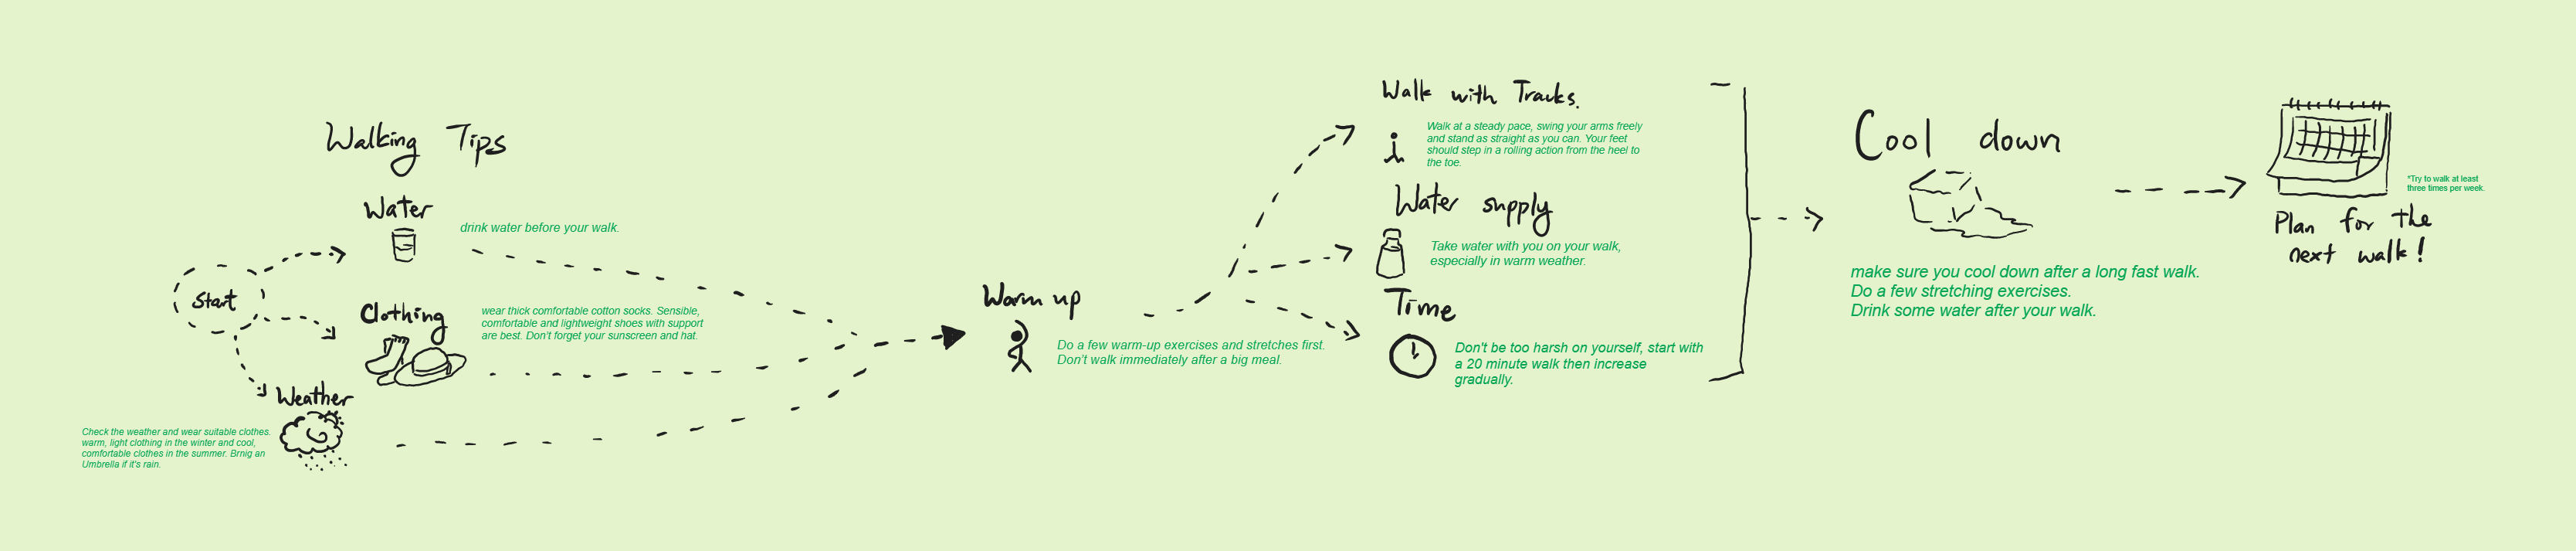 Walking Tips
Water
drink water before your walk.
Start
Clothing
wear thick comfortable cotton socks. Sensible,
comfortable and lightweight shoes with support
are best. Don't forget your sunscreen and hat.
Weather
Check the weather and wear suitable clothes.
warm, light clothing in the winter and cool,
comfortable clothes in the summer. Brnig an
Umbrella if it's rain.
Warm up
Do a few warm-up exercises and stretches first.
Don't walk immediately after a big meal.
Walk with Tracks.
Walk at a steady pace, swing your arms freely
and stand as straight as you can. Your feet
should step in a rolling action from the heel to
the toe.
Water supply
Take water with you on your walk,
especially in warm weather.
Time
Don't be too harsh on yourself, start with
a 20 minute walk then increase
gradually.
Cool down
make sure you cool down after a long fast walk.
Do a few stretching exercises.
Drink some water after your walk.
*Try to walk at least
three times per week.
Plan for the
next walk!